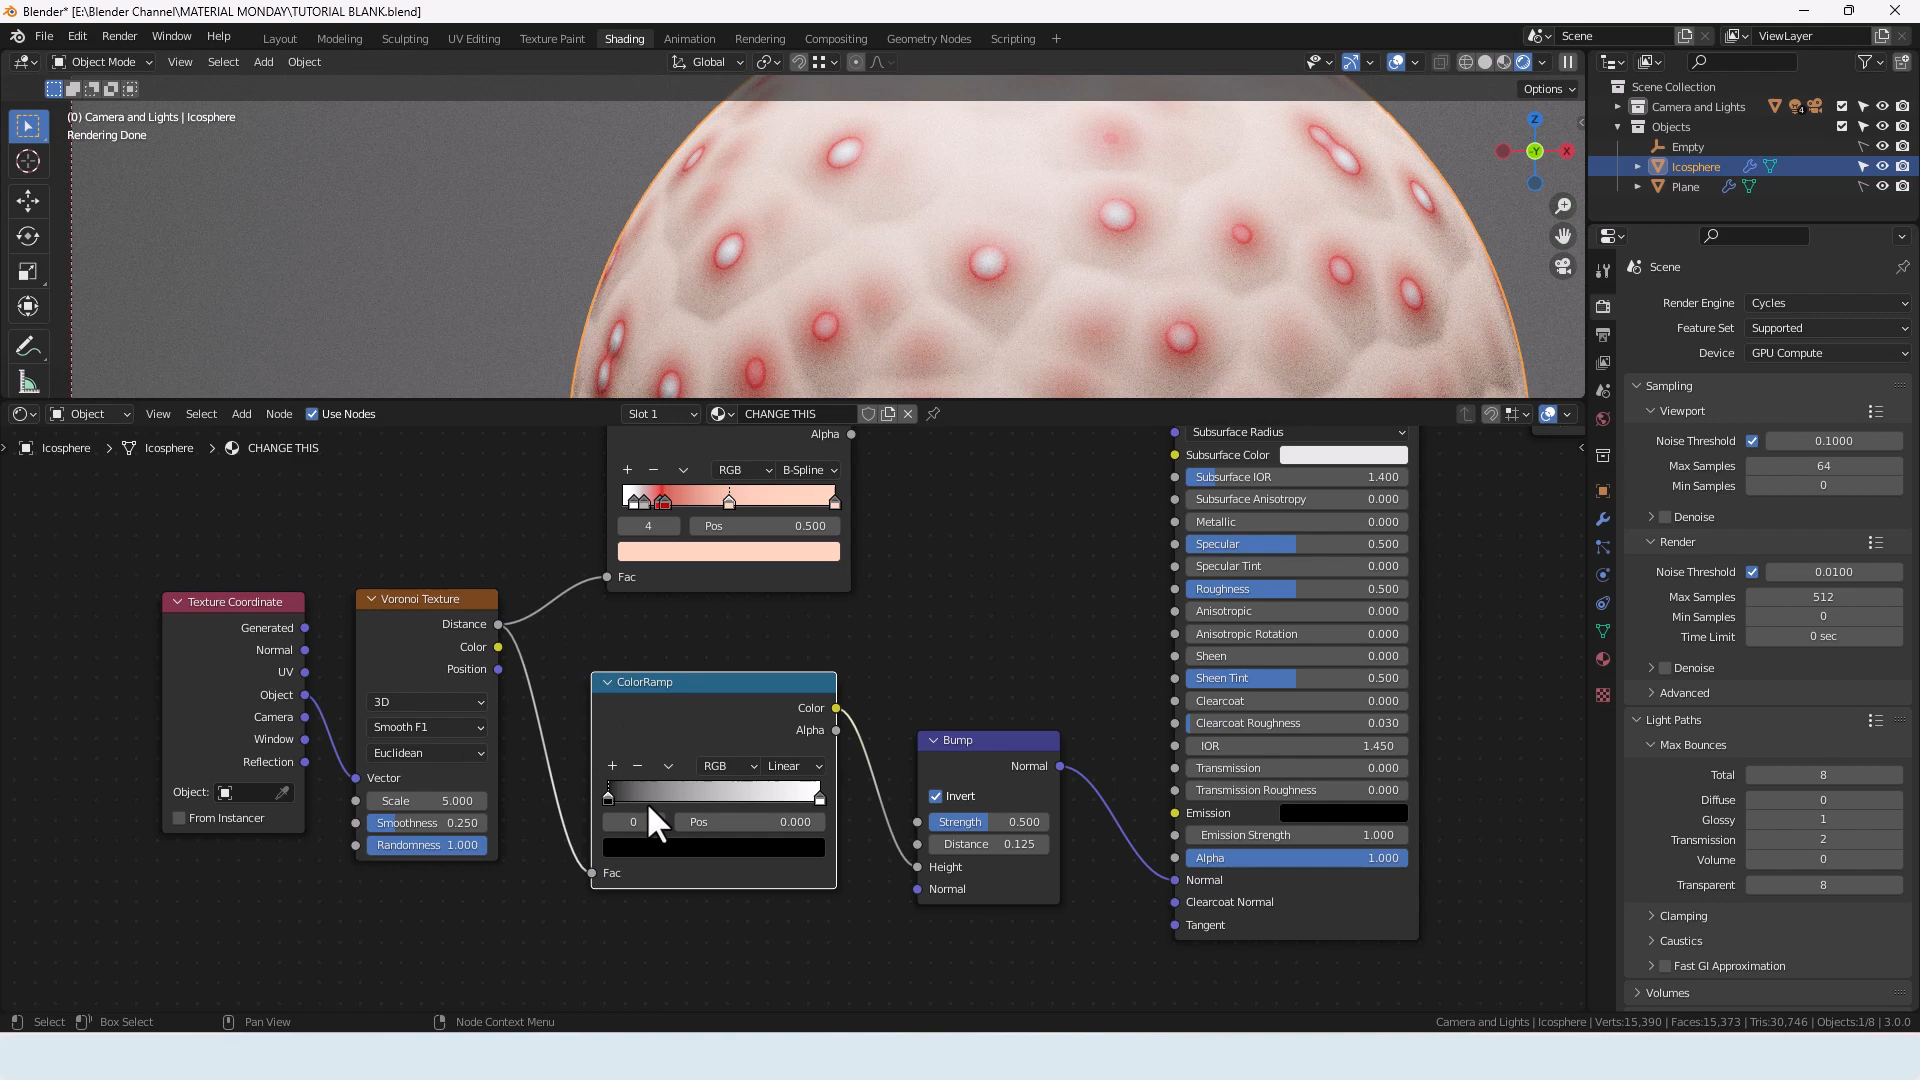 Blender* [E:\Blender Channel\MATERIAL MONDAY\TUTORIAL BLANK.blend]
File Edit Render Window Help
Layout Modeling Sculpting UV Editing Texture Paint Shading Animation Rendering Compositing Geometry Nodes Scripting +
Scene
ViewLayer
Object Mode View Select Add Object
Global
Options
(0) Camera and Lights | Icosphere
Rendering Done
Z
X
-Y
Scene Collection
Camera and Lights
4
Objects
Empty
Icosphere
Plane
Scene
Render Engine Cycles
Feature Set Supported
Device GPU Compute
Sampling
Viewport
Noise Threshold 0.1000
Max Samples 64
Min Samples 0
Denoise
Render
Noise Threshold 0.0100
Max Samples 512
Min Samples 0
Time Limit 0 sec
Denoise
Advanced
Light Paths
Max Bounces
Total 8
Diffuse 0
Glossy 1
Transmission 2
Volume 0
Transparent 8
Clamping
Caustics
Fast GI Approximation
Volumes
Object View Select Add Node Use Nodes
Slot 1
CHANGE THIS
Icosphere > Icosphere > CHANGE THIS
Texture Coordinate
Generated
Normal
UV
Object
Camera
Window
Reflection
Object:
From Instancer
Voronoi Texture
Distance
Color
Position
3D
Smooth F1
Euclidean
Vector
Scale 5.000
Smoothness 0.250
Randomness 1.000
Alpha
+ − RGB B-Spline
4 Pos 0.500
Fac
ColorRamp
Color
Alpha
+ − RGB Linear
0 Pos 0.000
Fac
Bump
Normal
Invert
Strength 0.500
Distance 0.125
Height
Normal
Subsurface Radius
Subsurface Color
Subsurface IOR 1.400
Subsurface Anisotropy 0.000
Metallic 0.000
Specular 0.500
Specular Tint 0.000
Roughness 0.500
Anisotropic 0.000
Anisotropic Rotation 0.000
Sheen 0.000
Sheen Tint 0.500
Clearcoat 0.000
Clearcoat Roughness 0.030
IOR 1.450
Transmission 0.000
Transmission Roughness 0.000
Emission
Emission Strength 1.000
Alpha 1.000
Normal
Clearcoat Normal
Tangent
Select Box Select Pan View Node Context Menu
Camera and Lights | Icosphere | Verts:15,390 | Faces:15,373 | Tris:30,746 | Objects:1/8 | 3.0.0